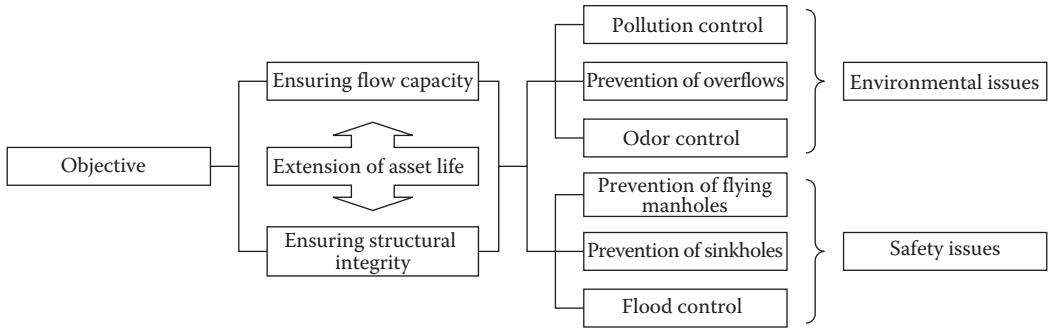 Objective
Ensuring flow capacity
Extension of asset life
Ensuring structural
integrity
Pollution control
Prevention of overflows
Odor control
Prevention of flying
manholes
Prevention of sinkholes
Flood control
Environmental issues
Safety issues